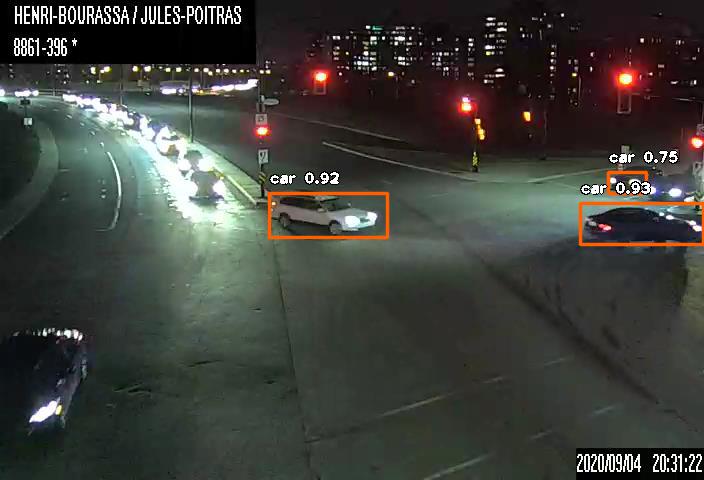 HENRI-BOURASSA / JULES-POITRAS
8861-396 *
car 0.75
car 0.92
car 0.93
2020/09/04 20:31:22